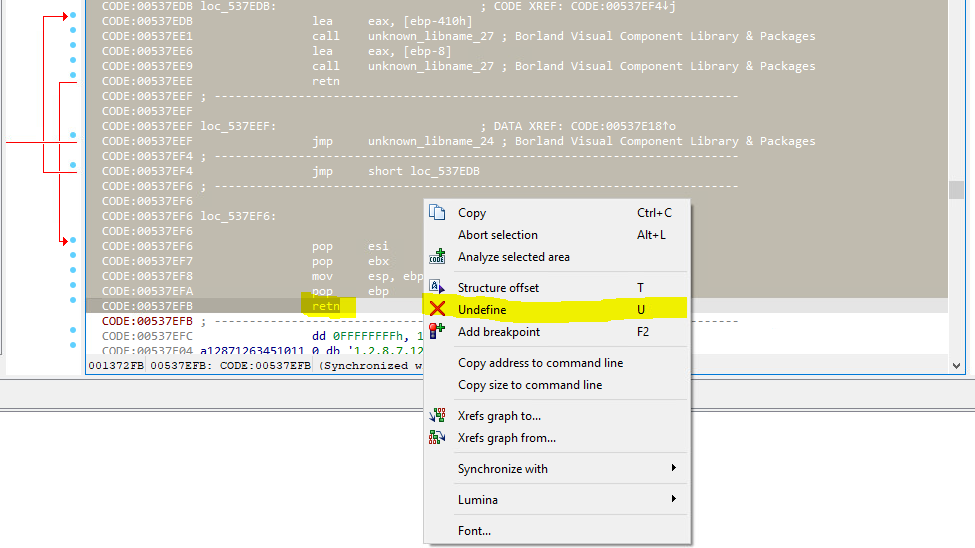 CODE:00537EDB loc_537EDB: ; CODE XREF: CODE:00537EF4↓j
CODE:00537EDB lea eax, [ebp-410h]
CODE:00537EE1 call unknown_libname_27 ; Borland Visual Component Library & Packages
CODE:00537EE6 lea eax, [ebp-8]
CODE:00537EE9 call unknown_libname_27 ; Borland Visual Component Library & Packages
CODE:00537EEE retn
CODE:00537EEF ; ---------------------------------------------------------------------------
CODE:00537EEF
CODE:00537EEF loc_537EEF: ; DATA XREF: CODE:00537E18↑o
CODE:00537EEF jmp unknown_libname_24 ; Borland Visual Component Library & Packages
CODE:00537EF4 ; ---------------------------------------------------------------------------
CODE:00537EF4 jmp short loc_537EDB
CODE:00537EF6 ; ---------------------------------------------------------------------------
CODE:00537EF6
CODE:00537EF6 loc_537EF6:
CODE:00537EF6 pop esi
CODE:00537EF7 pop ebx
CODE:00537EF8 mov esp, ebp
CODE:00537EFA pop ebp
CODE:00537EFB retn
CODE:00537EFB ; ---------------------------------------------------------------------------
CODE:00537EFC dd 0FFFFFFFFh, 1
CODE:00537F04 a12871263451011_0 db '1,2,8,7,12
001372FB 00537EFB: CODE:00537EFB (Synchronized w
Copy Ctrl+C
Abort selection Alt+L
Analyze selected area
Structure offset T
Undefine U
Add breakpoint F2
Copy address to command line
Copy size to command line
Xrefs graph to...
Xrefs graph from...
Synchronize with
Lumina
Font...